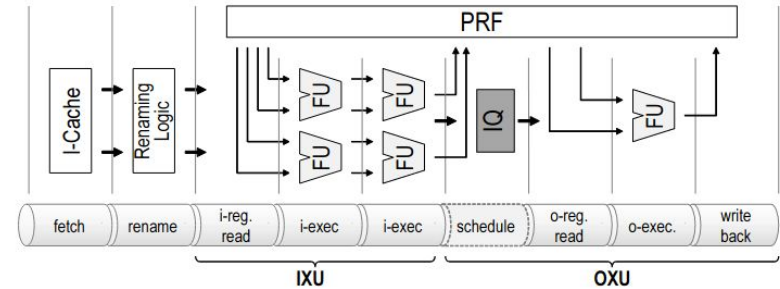 PRF
I-Cache
Renaming
Logic
FU
FU
FU
FU
IQ
FU
fetch
rename
i-reg.
read
i-exec
i-exec
schedule
o-reg.
read
o-exec.
write
back
IXU
OXU